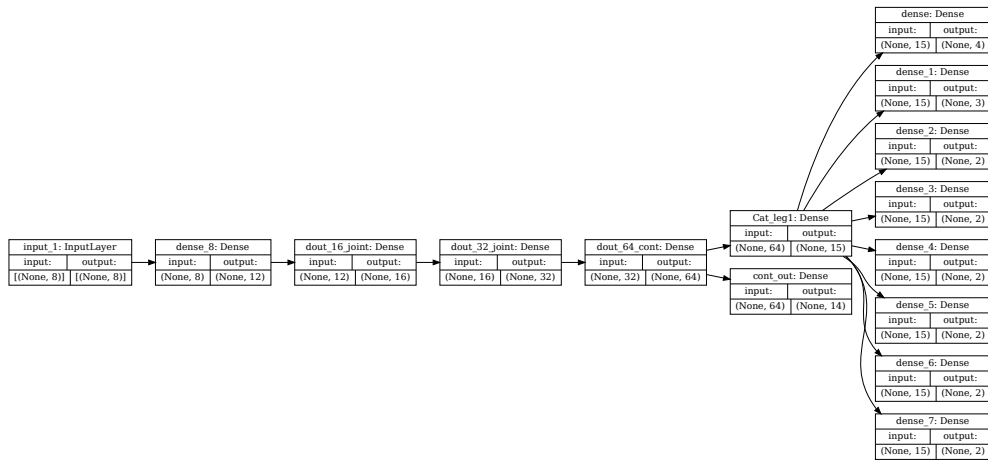 input_1: InputLayer
input: output:
[(None, 8)] [(None, 8)]
dense_8: Dense
input: output:
(None, 8) (None, 12)
dout_16_joint: Dense
input: output:
(None, 12) (None, 16)
dout_32_joint: Dense
input: output:
(None, 16) (None, 32)
dout_64_cont: Dense
input: output:
(None, 32) (None, 64)
Cat_leg1: Dense
input: output:
(None, 64) (None, 15)
cont_out: Dense
input: output:
(None, 64) (None, 14)
dense: Dense
input: output:
(None, 15) (None, 4)
dense_1: Dense
input: output:
(None, 15) (None, 3)
dense_2: Dense
input: output:
(None, 15) (None, 2)
dense_3: Dense
input: output:
(None, 15) (None, 2)
dense_4: Dense
input: output:
(None, 15) (None, 2)
dense_5: Dense
input: output:
(None, 15) (None, 2)
dense_6: Dense
input: output:
(None, 15) (None, 2)
dense_7: Dense
input: output:
(None, 15) (None, 2)